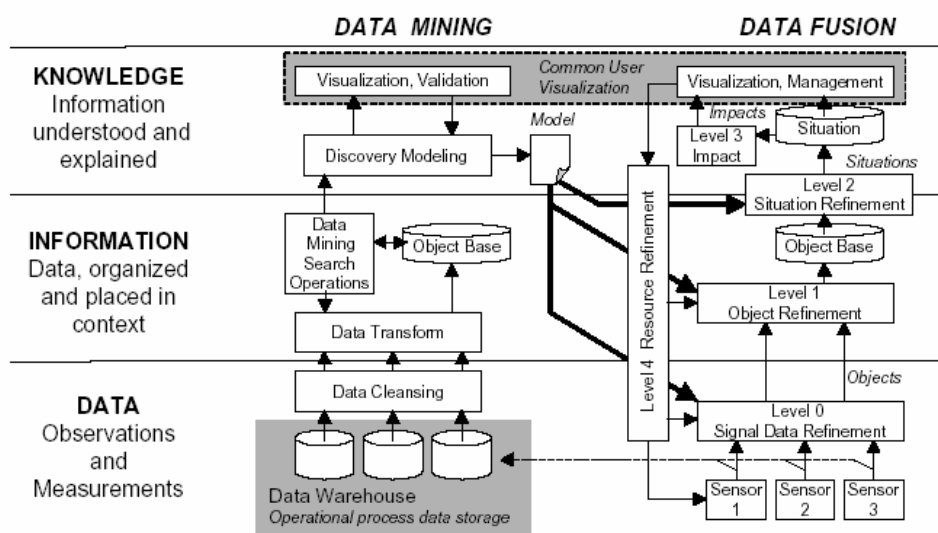 DATA MINING
DATA FUSION
KNOWLEDGE
Information
understood and
explained
Visualization, Validation
Common User
Visualization
Visualization, Management
Model
Impacts
Level 3
Impact
Situation
Discovery Modeling
Situations
Level 2
Situation Refinement
INFORMATION
Data, organized
and placed in
context
Data
Mining
Search
Operations
Object Base
Object Base
Level 4 Resource Refinement
Level 1
Object Refinement
Data Transform
DATA
Observations
and
Measurements
Data Cleansing
Objects
Level 0
Signal Data Refinement
Data Warehouse
Operational process data storage
Sensor
1
Sensor
2
Sensor
3